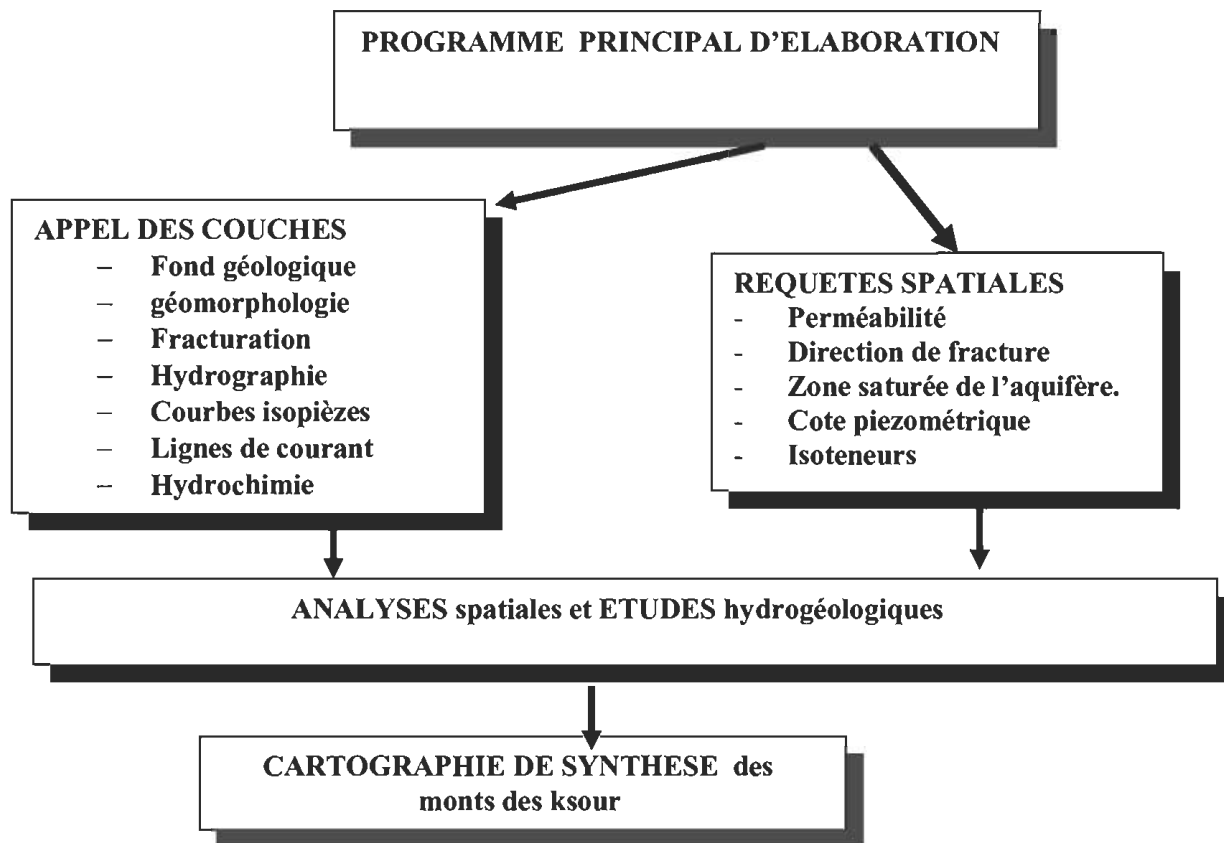 PROGRAMME PRINCIPAL D'ELABORATION
APPEL DES COUCHES
– Fond géologique
– géomorphologie
– Fracturation
– Hydrographie
– Courbes isopièzes
– Lignes de courant
– Hydrochimie
REQUETES SPATIALES
- Perméabilité
- Direction de fracture
- Zone saturée de l'aquifère.
- Cote piezométrique
- Isoteneurs
ANALYSES spatiales et ETUDES hydrogéologiques
CARTOGRAPHIE DE SYNTHESE des
monts des ksour